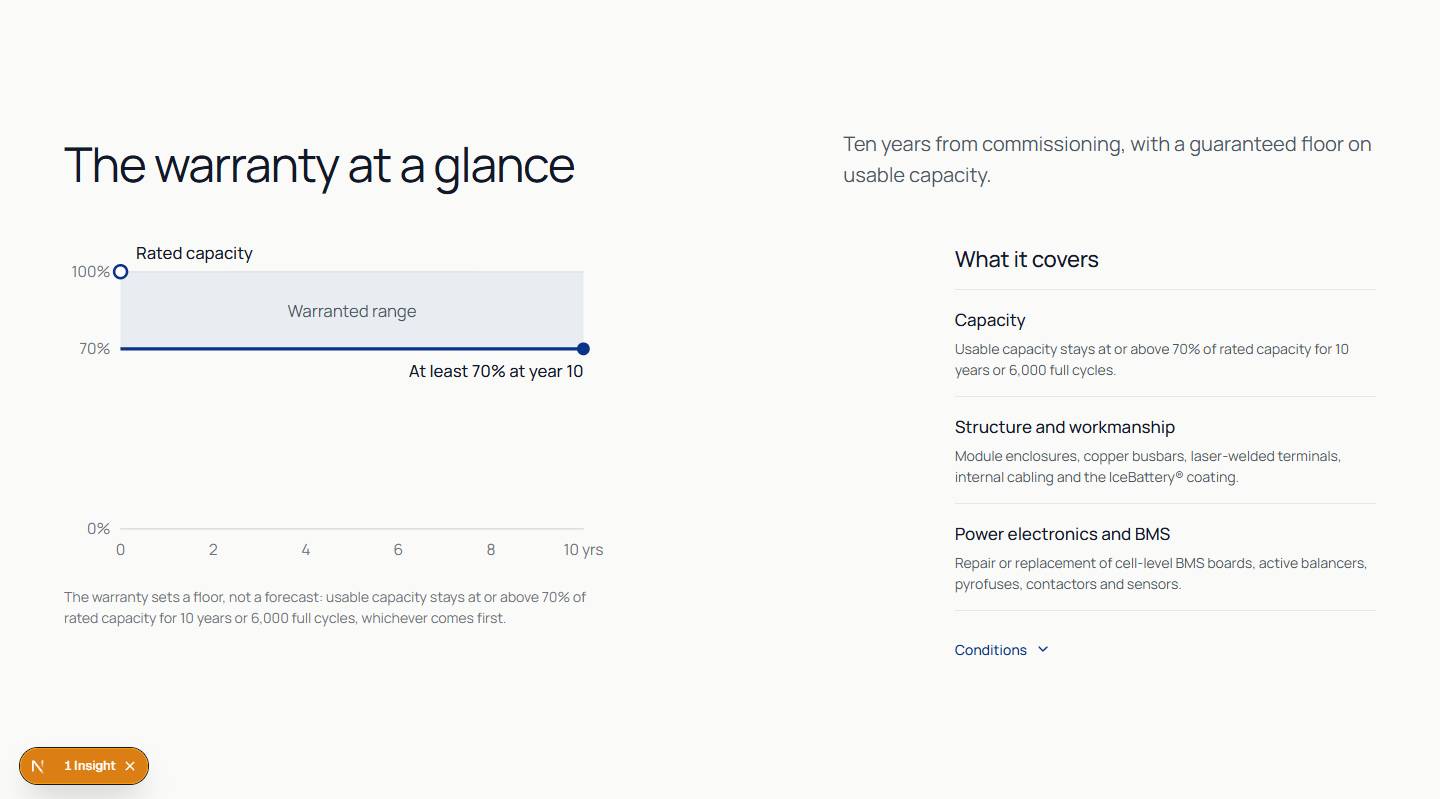 The warranty at a glance
Ten years from commissioning, with a guaranteed floor on
usable capacity.
Rated capacity
100%
Warranted range
70%
At least 70% at year 10
0%
0 2 4 6 8 10 yrs
The warranty sets a floor, not a forecast: usable capacity stays at or above 70% of
rated capacity for 10 years or 6,000 full cycles, whichever comes first.
What it covers
Capacity
Usable capacity stays at or above 70% of rated capacity for 10
years or 6,000 full cycles.
Structure and workmanship
Module enclosures, copper busbars, laser-welded terminals,
internal cabling and the IceBattery® coating.
Power electronics and BMS
Repair or replacement of cell-level BMS boards, active balancers,
pyrofuses, contactors and sensors.
Conditions
N 1 Insight